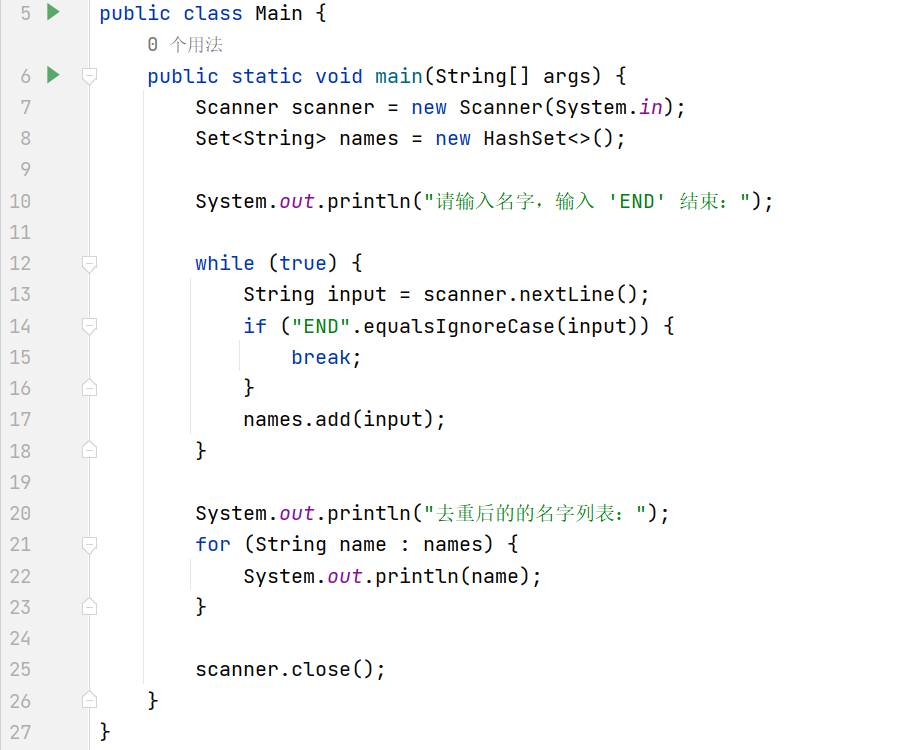 5 public class Main {
0 个用法
6 public static void main(String[] args) {
7 Scanner scanner = new Scanner(System.in);
8 Set<String> names = new HashSet<>();
9
10 System.out.println("请输入名字，输入 'END' 结束：");
11
12 while (true) {
13 String input = scanner.nextLine();
14 if ("END".equalsIgnoreCase(input)) {
15 break;
16 }
17 names.add(input);
18 }
19
20 System.out.println("去重后的的名字列表：");
21 for (String name : names) {
22 System.out.println(name);
23 }
24
25 scanner.close();
26 }
27 }